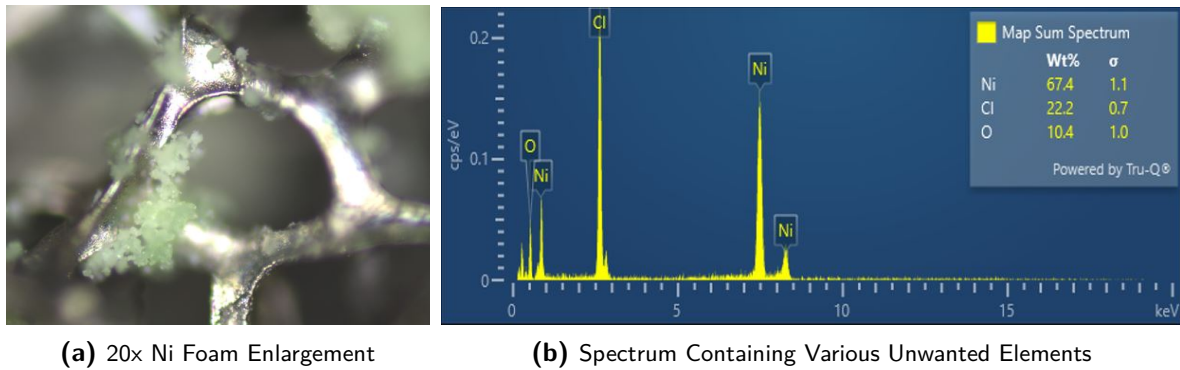 0.2
0.1
0
cps/eV
O
Ni
Cl
Ni
Ni
0 5 10 15 keV
Map Sum Spectrum
Wt% σ
Ni 67.4 1.1
Cl 22.2 0.7
O 10.4 1.0
Powered by Tru-Q®
(a) 20x Ni Foam Enlargement
(b) Spectrum Containing Various Unwanted Elements